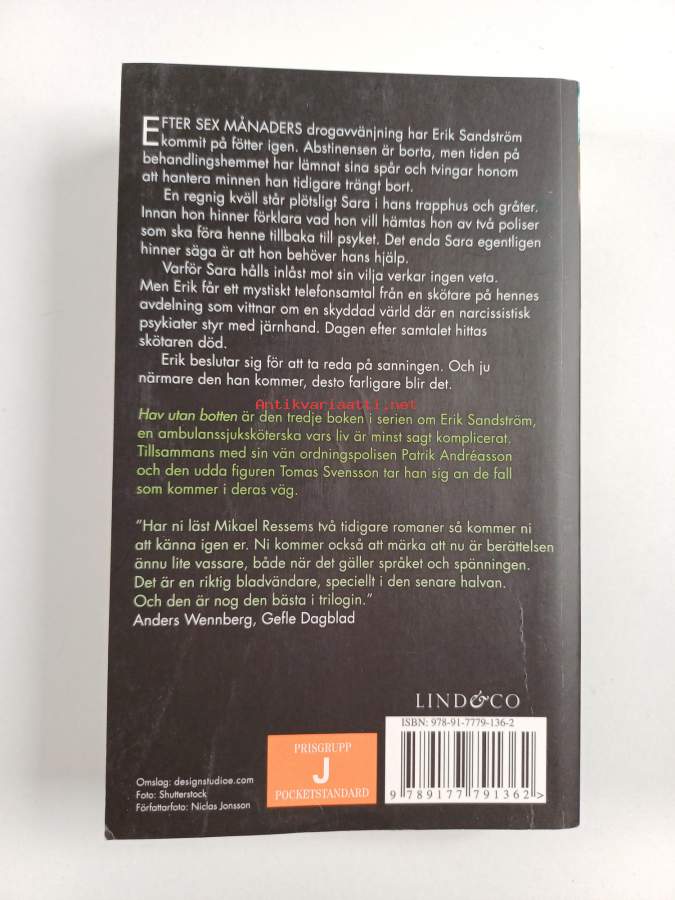 EFTER SEX MÅNADERS drogavvänjning har Erik Sandström
kommit på fötter igen. Abstinensen är borta, men tiden på
behandlingshemmet har lämnat sina spår och tvingar honom
att hantera minnen han tidigare trängt bort.
En regnig kväll står plötsligt Sara i hans trapphus och gråter.
Innan hon hinner förklara vad hon vill hämtas hon av två poliser
som ska föra henne tillbaka till psyket. Det enda Sara egentligen
hinner säga är att hon behöver hans hjälp.
Varför Sara hålls inlåst mot sin vilja verkar ingen veta.
Men Erik får ett mystiskt telefonsamtal från en skötare på hennes
avdelning som vittnar om en skyddad värld där en narcissistisk
psykiater styr med järnhand. Dagen efter samtalet hittas
skötaren död.
Erik beslutar sig för att ta reda på sanningen. Och ju
närmare den han kommer, desto farligare blir det.
Antikvariaatti.net
Hav utan botten är den tredje boken i serien om Erik Sandström,
en ambulanssjuksköterska vars liv är minst sagt komplicerat.
Tillsammans med sin vän ordningspolisen Patrik Andréasson
och den udda figuren Tomas Svensson tar han sig an de fall
som kommer i deras väg.
”Har ni läst Mikael Ressems två tidigare romaner så kommer ni
att känna igen er. Ni kommer också att märka att nu är berättelsen
ännu lite vassare, både när det gäller språket och spänningen.
Det är en riktig bladvändare, speciellt i den senare halvan.
Och den är nog den bästa i trilogin.”
Anders Wennberg, Gefle Dagblad
LIND&CO
ISBN: 978-91-7779-136-2
PRISGRUPP
J
POCKETSTANDARD
Omslag: designstudioe.com
Foto: Shutterstock
Författarfoto: Niclas Jonsson
9 789177 791362 >